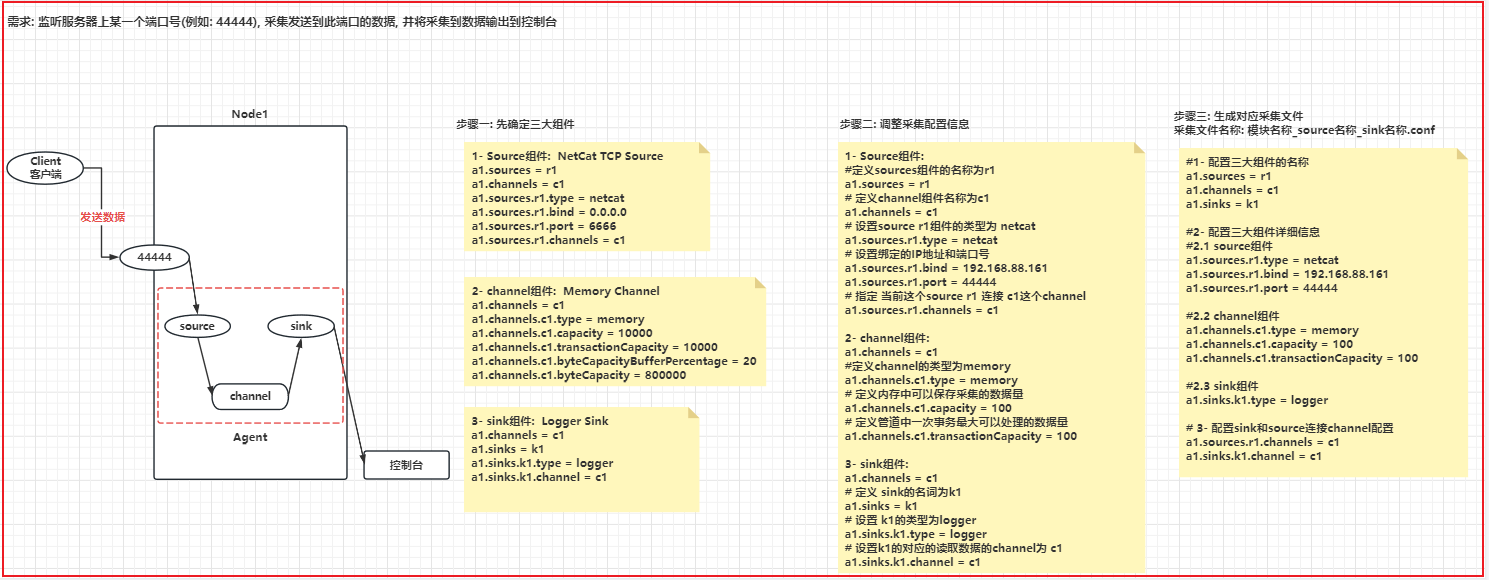 需求: 监听服务器上某一个端口号(例如: 44444), 采集发送到此端口的数据, 并将采集到数据输出到控制台
Node1
Client
客户端
发送数据
44444
source
sink
channel
Agent
控制台
步骤一: 先确定三大组件
1- Source组件: NetCat TCP Source
a1.sources = r1
a1.channels = c1
a1.sources.r1.type = netcat
a1.sources.r1.bind = 0.0.0.0
a1.sources.r1.port = 6666
a1.sources.r1.channels = c1
2- channel组件: Memory Channel
a1.channels = c1
a1.channels.c1.type = memory
a1.channels.c1.capacity = 10000
a1.channels.c1.transactionCapacity = 10000
a1.channels.c1.byteCapacityBufferPercentage = 20
a1.channels.c1.byteCapacity = 800000
3- sink组件: Logger Sink
a1.channels = c1
a1.sinks = k1
a1.sinks.k1.type = logger
a1.sinks.k1.channel = c1
步骤二: 调整采集配置信息
1- Source组件:
#定义sources组件的名称为r1
a1.sources = r1
# 定义channel组件名称为c1
a1.channels = c1
# 设置source r1组件的类型为 netcat
a1.sources.r1.type = netcat
# 设置绑定的IP地址和端口号
a1.sources.r1.bind = 192.168.88.161
a1.sources.r1.port = 44444
# 指定 当前这个source r1 连接 c1这个channel
a1.sources.r1.channels = c1
2- channel组件:
a1.channels = c1
#定义channel的类型为memory
a1.channels.c1.type = memory
# 定义内存中可以保存采集的数据量
a1.channels.c1.capacity = 100
# 定义管道中一次事务最大可以处理的数据量
a1.channels.c1.transactionCapacity = 100
3- sink组件:
a1.channels = c1
# 定义 sink的名词为k1
a1.sinks = k1
# 设置 k1的类型为logger
a1.sinks.k1.type = logger
# 设置k1的对应的读取数据的channel为 c1
a1.sinks.k1.channel = c1
步骤三: 生成对应采集文件
采集文件名称: 模块名称_source名称_sink名称.conf
#1- 配置三大组件的名称
a1.sources = r1
a1.channels = c1
a1.sinks = k1
#2- 配置三大组件详细信息
#2.1 source组件
a1.sources.r1.type = netcat
a1.sources.r1.bind = 192.168.88.161
a1.sources.r1.port = 44444
#2.2 channel组件
a1.channels.c1.type = memory
a1.channels.c1.capacity = 100
a1.channels.c1.transactionCapacity = 100
#2.3 sink组件
a1.sinks.k1.type = logger
# 3- 配置sink和source连接channel配置
a1.sources.r1.channels = c1
a1.sinks.k1.channel = c1